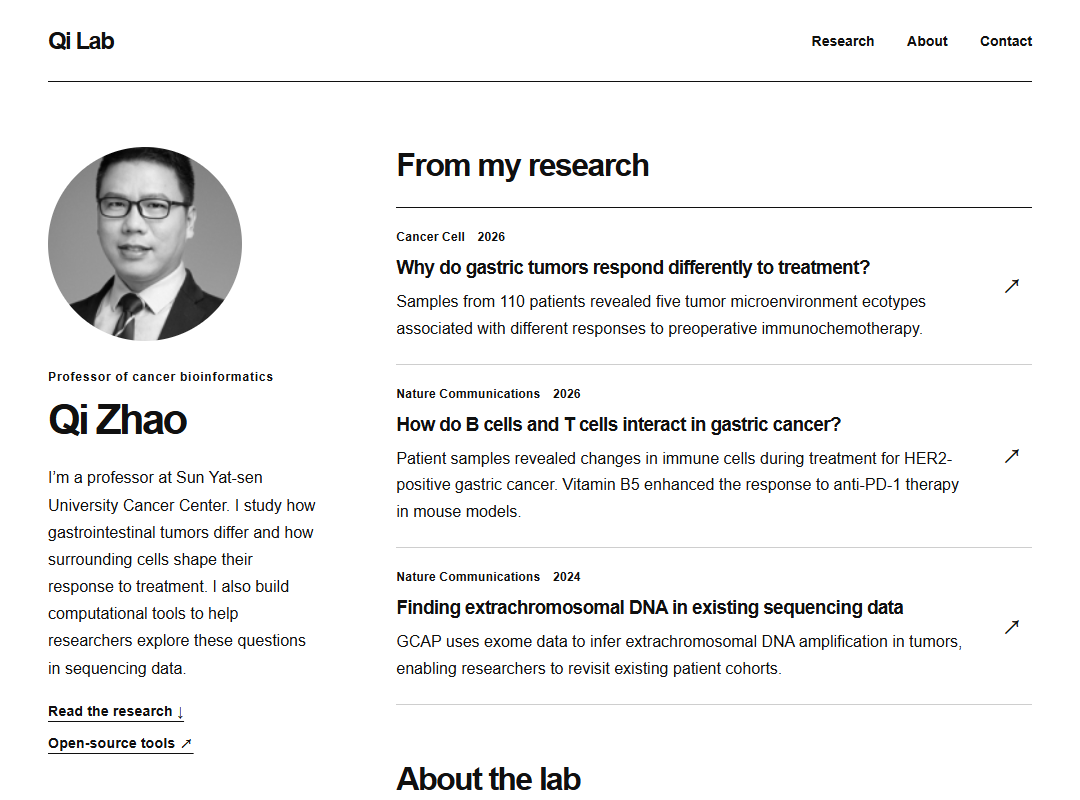 Qi Lab
Research About Contact
Professor of cancer bioinformatics
Qi Zhao
I'm a professor at Sun Yat-sen
University Cancer Center. I study how
gastrointestinal tumors differ and how
surrounding cells shape their
response to treatment. I also build
computational tools to help
researchers explore these questions
in sequencing data.
Read the research ↓
Open-source tools ↗
From my research
Cancer Cell 2026
Why do gastric tumors respond differently to treatment?
Samples from 110 patients revealed five tumor microenvironment ecotypes
associated with different responses to preoperative immunochemotherapy.
↗
Nature Communications 2026
How do B cells and T cells interact in gastric cancer?
Patient samples revealed changes in immune cells during treatment for HER2-
positive gastric cancer. Vitamin B5 enhanced the response to anti-PD-1 therapy
in mouse models.
↗
Nature Communications 2024
Finding extrachromosomal DNA in existing sequencing data
GCAP uses exome data to infer extrachromosomal DNA amplification in tumors,
enabling researchers to revisit existing patient cohorts.
↗
About the lab